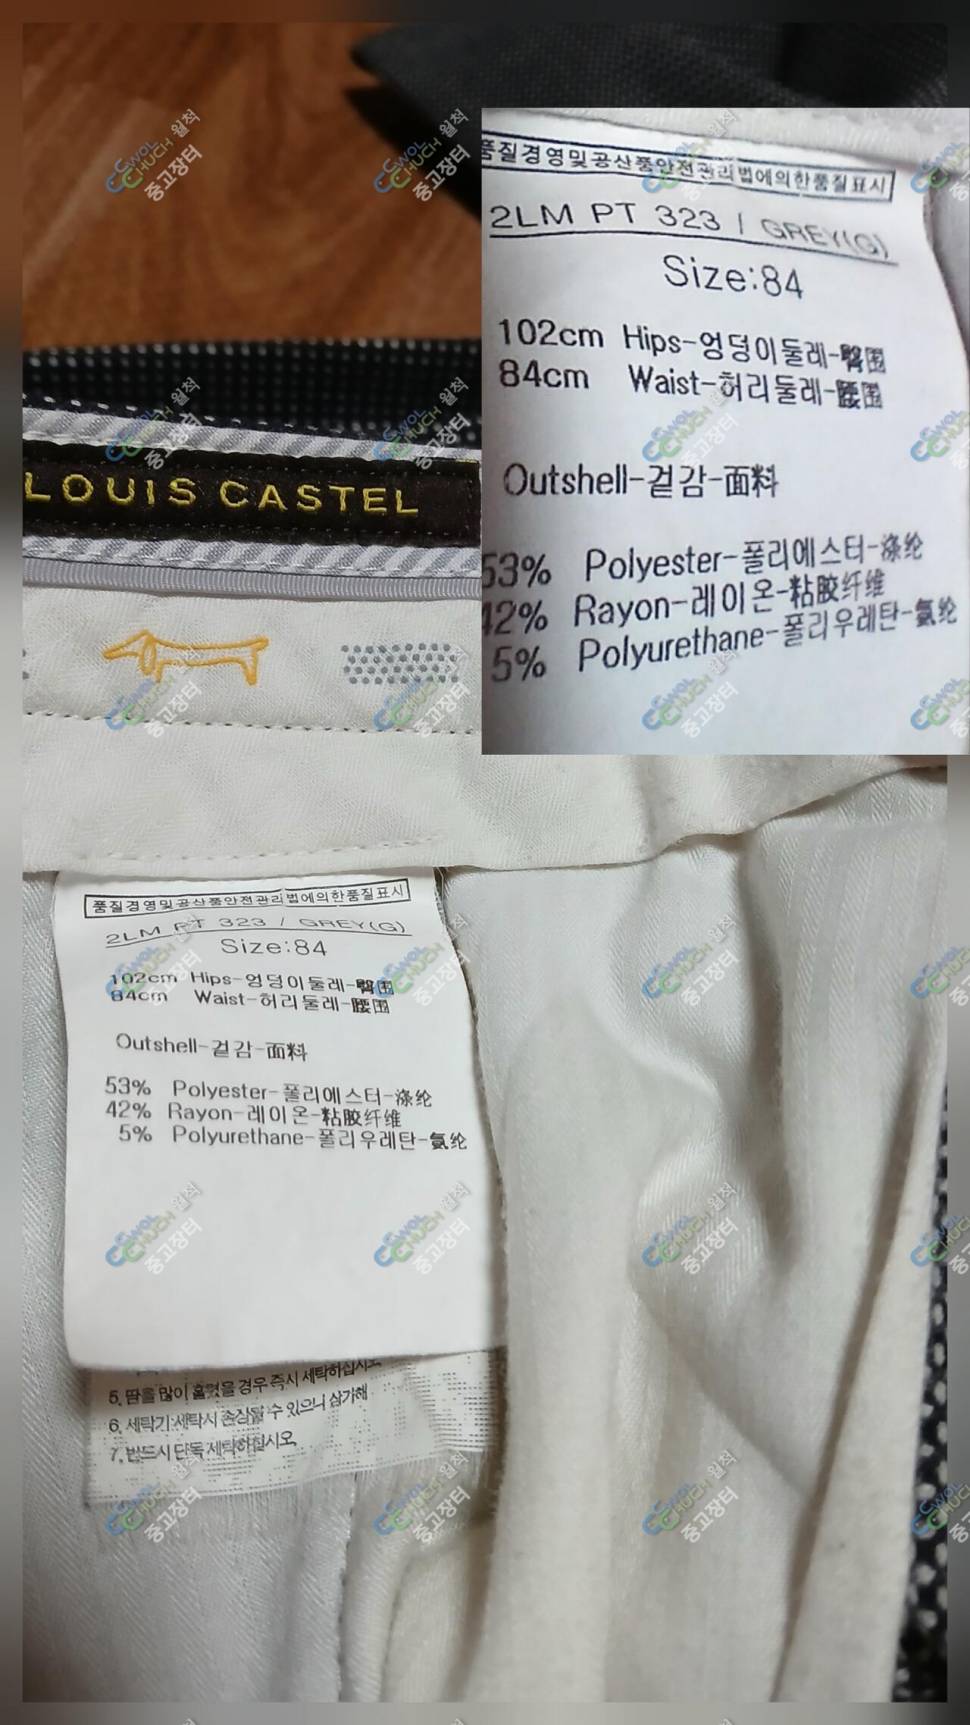 품질경영및공산품안전관리법에의한품질표시
2LM PT 323 / GREY(G)
Size:84
102cm Hips-엉덩이둘레-臀围
84cm Waist-허리둘레-腰围
Outshell-겉감-面料
53% Polyester-폴리에스터-涤纶
42% Rayon-레이온-粘胶纤维
5% Polyurethane-폴리우레탄-氨纶
LOUIS CASTEL
품질경영및공산품안전관리법에의한품질표시
2LM PT 323 / GREY(G)
Size:84
102cm Hips-엉덩이둘레-臀围
84cm Waist-허리둘레-腰围
Outshell-겉감-面料
53% Polyester-폴리에스터-涤纶
42% Rayon-레이온-粘胶纤维
5% Polyurethane-폴리우레탄-氨纶
5. 땀을 많이 흘렸을 경우 즉시 세탁하십시오
6. 세탁기 세탁시 손상될 수 있으니 삼가해
7. 반드시 단독 세탁하십시오.
CWOL CHUCH 월척 중고장터